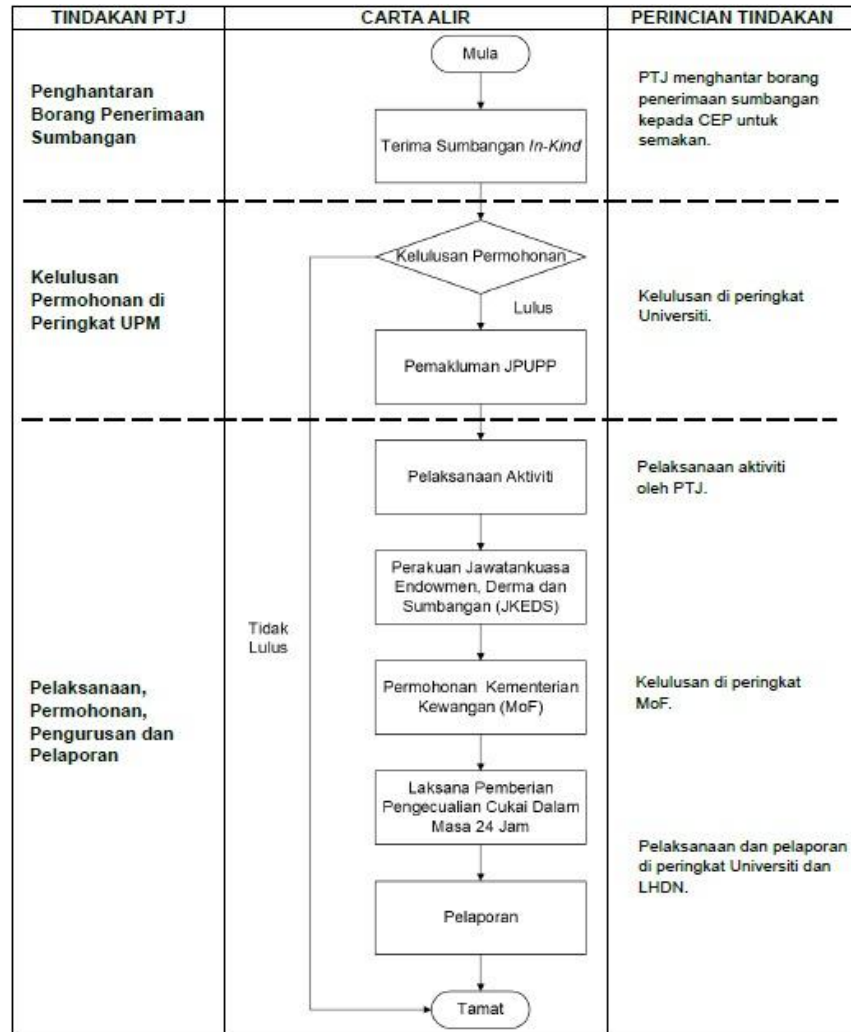 TINDAKAN PTJ
CARTA ALIR
PERINCIAN TINDAKAN
Penghantaran
Borang Penerimaan
Sumbangan
Mula
Terima Sumbangan In-Kind
PTJ menghantar borang
penerimaan sumbangan
kepada CEP untuk
semakan.
Kelulusan
Permohonan di
Peringkat UPM
Kelulusan Permohonan
Lulus
Pemakluman JPUPP
Kelulusan di peringkat
Universiti.
Pelaksanaan,
Permohonan,
Pengurusan dan
Pelaporan
Tidak
Lulus
Pelaksanaan Aktiviti
Perakuan Jawatankuasa
Endowmen, Derma dan
Sumbangan (JKEDS)
Permohonan Kementerian
Kewangan (MoF)
Laksana Pemberian
Pengecualian Cukai Dalam
Masa 24 Jam
Pelaporan
Tamat
Pelaksanaan aktiviti
oleh PTJ.
Kelulusan di peringkat
MoF.
Pelaksanaan dan pelaporan
di peringkat Universiti dan
LHDN.